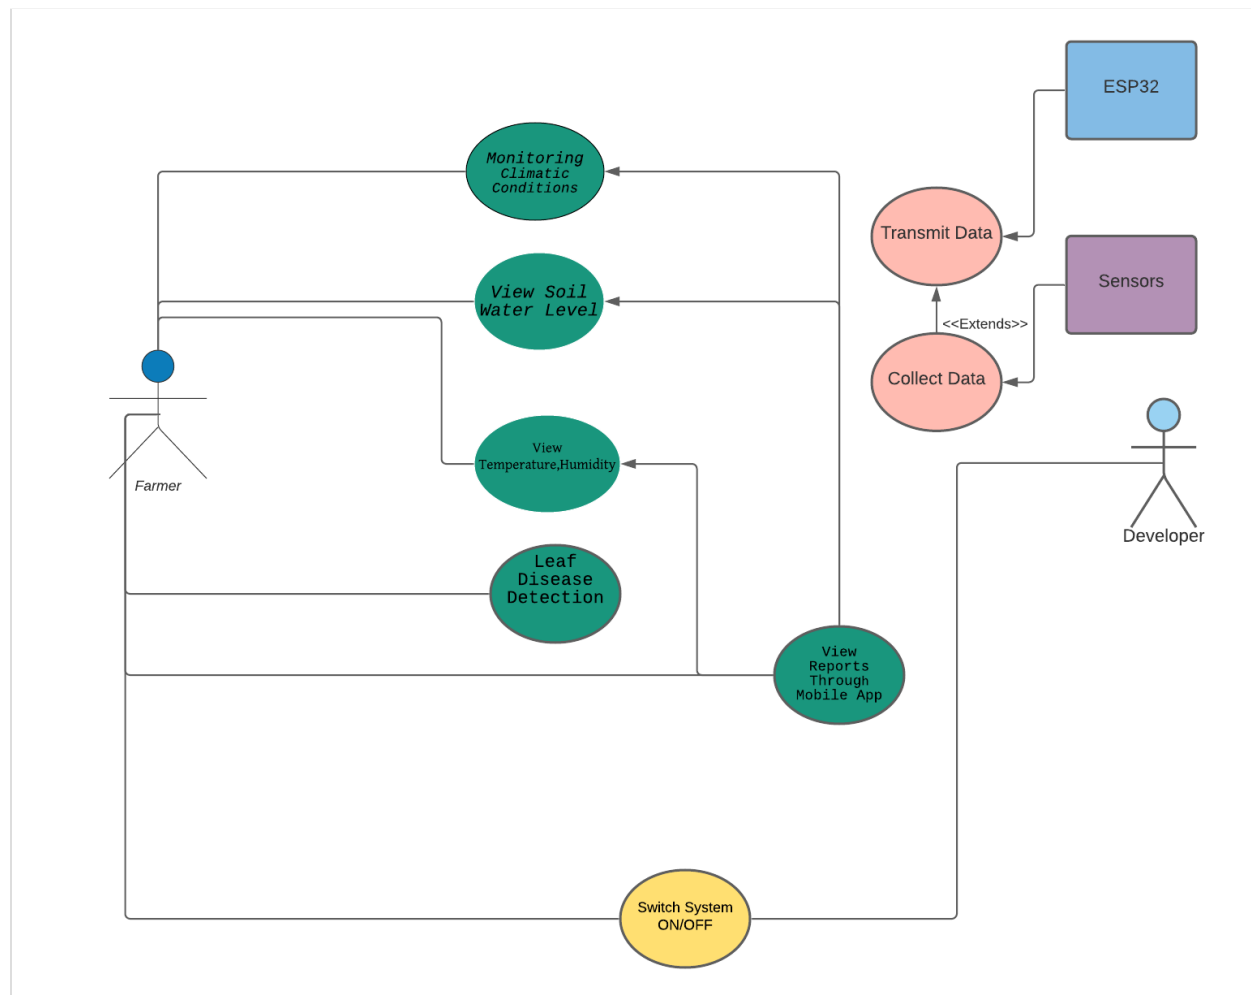 ESP32
Monitoring
Climatic
Conditions
Transmit Data
Sensors
View Soil
Water Level
<<Extends>>
Collect Data
View
Temperature,Humidity
Farmer
Developer
Leaf
Disease
Detection
View
Reports
Through
Mobile App
Switch System
ON/OFF